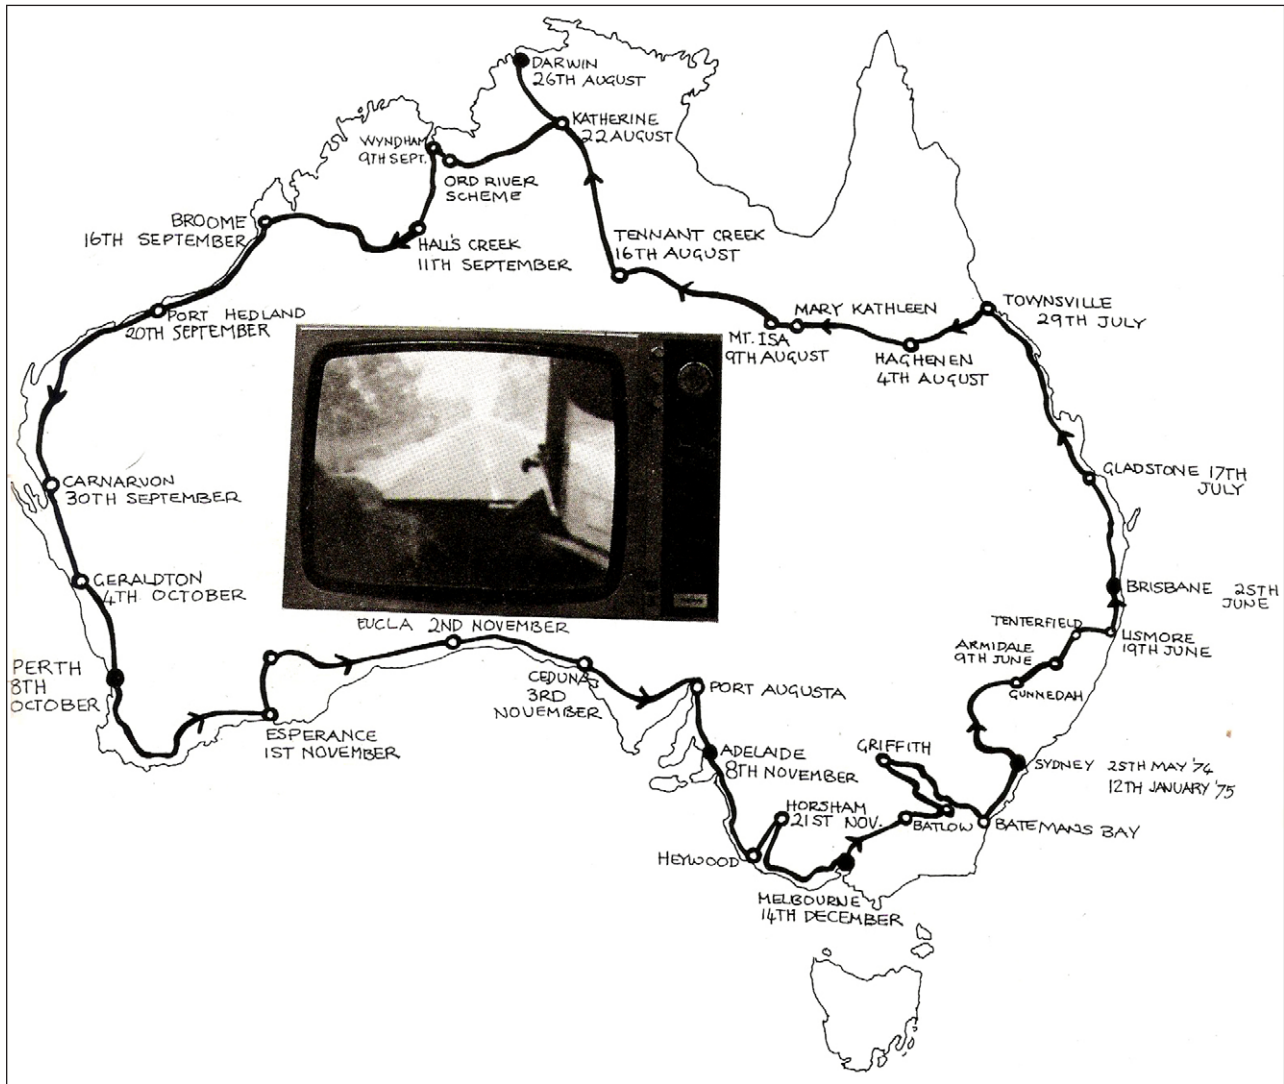 DARWIN
26TH AUGUST
KATHERINE
22 AUGUST
WYNDHAM
9TH SEPT.
ORD RIVER
SCHEME
BROOME
16TH SEPTEMBER
HALL'S CREEK
11TH SEPTEMBER
TENNANT CREEK
16TH AUGUST
PORT HEDLAND
20TH SEPTEMBER
MARY KATHLEEN
MT. ISA
9TH AUGUST
TOWNSVILLE
29TH JULY
HAGHENEN
4TH AUGUST
GLADSTONE 17TH
JULY
CARNARVON
30TH SEPTEMBER
GERALDTON
4TH OCTOBER
BRISBANE 25TH
JUNE
EUCLA 2ND NOVEMBER
TENTERFIELD
LISMORE
19TH JUNE
ARMIDALE
9TH JUNE
GUNNEDAH
PERTH
8TH
OCTOBER
CEDUNA
3RD
NOVEMBER
PORT AUGUSTA
ESPERANCE
1ST NOVEMBER
ADELAIDE
8TH NOVEMBER
GRIFFITH
SYDNEY 25TH MAY '74
12TH JANUARY '75
HORSHAM
21ST NOV.
BATLOW
BATEMANS BAY
HEYWOOD
MELBOURNE
14TH DECEMBER